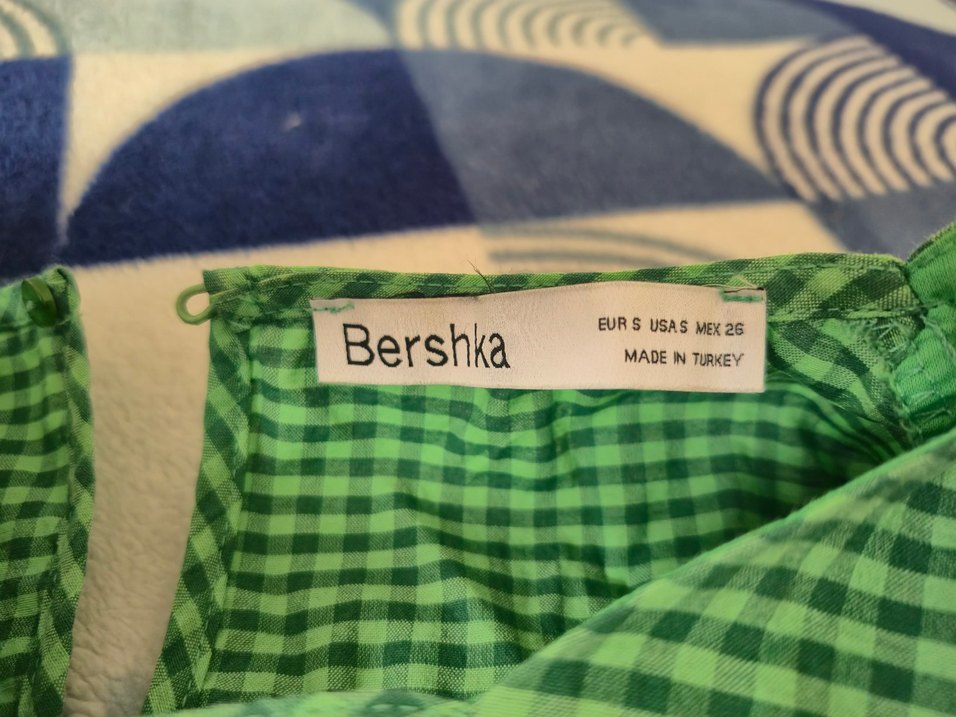 Bershka
EUR S USA S MEX 26
MADE IN TURKEY